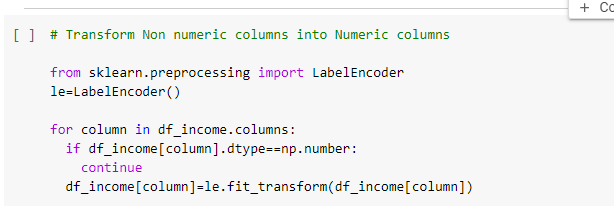 + Co
[ ] # Transform Non numeric columns into Numeric columns
from sklearn.preprocessing import LabelEncoder
le=LabelEncoder()
for column in df_income.columns:
if df_income[column].dtype==np.number:
continue
df_income[column]=le.fit_transform(df_income[column])